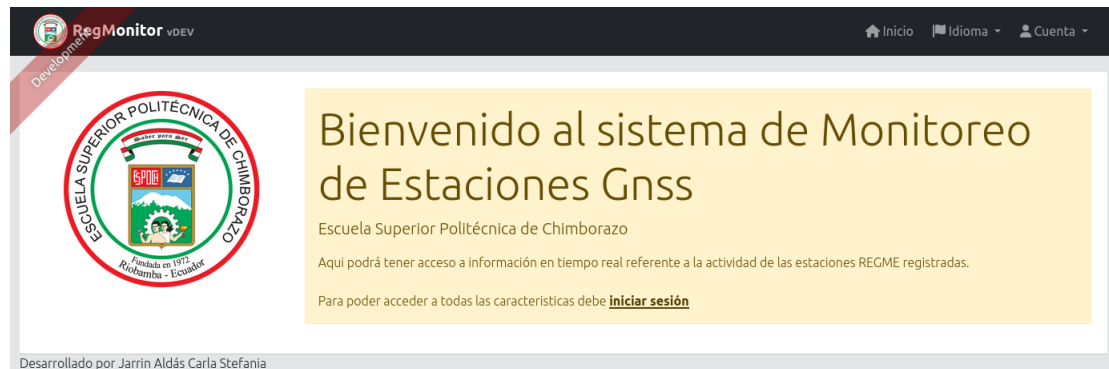 RegMonitor vDEV
Inicio
Idioma
Cuenta
Development
ESCUELA SUPERIOR POLITÉCNICA DE CHIMBORAZO
Saber para Ser
ESPOCH
Fundada en 1972
Riobamba - Ecuador
Bienvenido al sistema de Monitoreo
de Estaciones Gnss
Escuela Superior Politécnica de Chimborazo
Aqui podrá tener acceso a información en tiempo real referente a la actividad de las estaciones REGME registradas.
Para poder acceder a todas las caracteristicas debe iniciar sesión
Desarrollado por Jarrin Aldás Carla Stefania